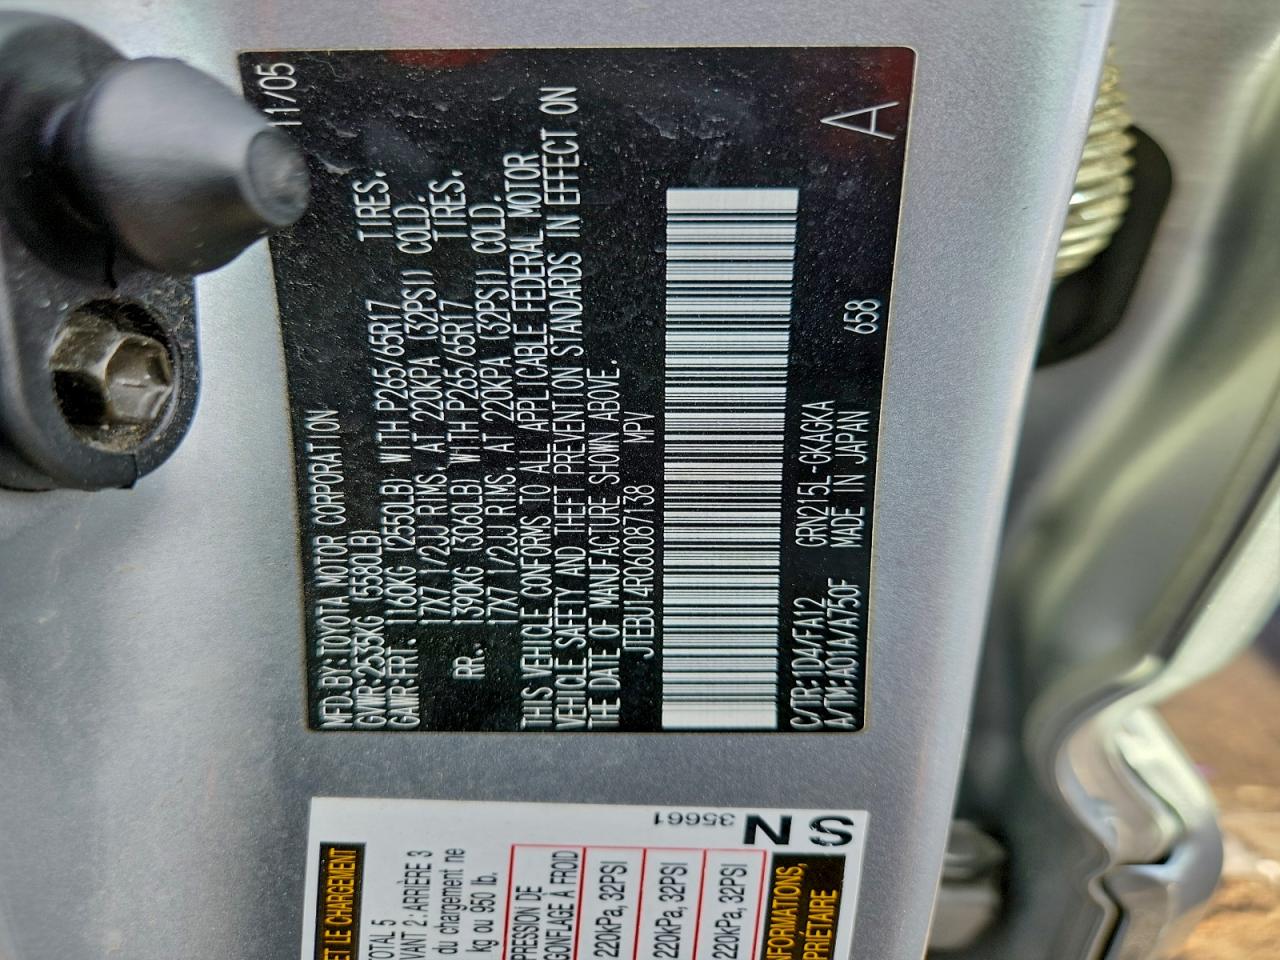 MFD. BY: TOYOTA MOTOR CORPORATION 11/05
GVWR: 2535KG (5580LB)
GAWR: FRT. 1160KG (2550LB) WITH P265/65R17 TIRES.
17X7 1/2JJ RIMS, AT 220KPA (32PSI) COLD.
RR. 1390KG (3060LB) WITH P265/65R17 TIRES.
17X7 1/2JJ RIMS, AT 220KPA (32PSI) COLD.
THIS VEHICLE CONFORMS TO ALL APPLICABLE FEDERAL MOTOR
VEHICLE SAFETY AND THEFT PREVENTION STANDARDS IN EFFECT ON
THE DATE OF MANUFACTURE SHOWN ABOVE.
JTEBU14R060087138 MPV
C/TR: 1D4/FA12 GRN215L-GKAGKA
A/TM: A01A/A750F MADE IN JAPAN 658
A
ET LE CHARGEMENT
TOTAL 5
VANT 2 : ARRIÈRE 3
du chargement ne
kg ou 950 lb.
PRESSION DE
GONFLAGE À FROID
220kPa, 32PSI
220kPa, 32PSI
220kPa, 32PSI
NFORMATIONS,
PRIÉTAIRE
35661
N
S